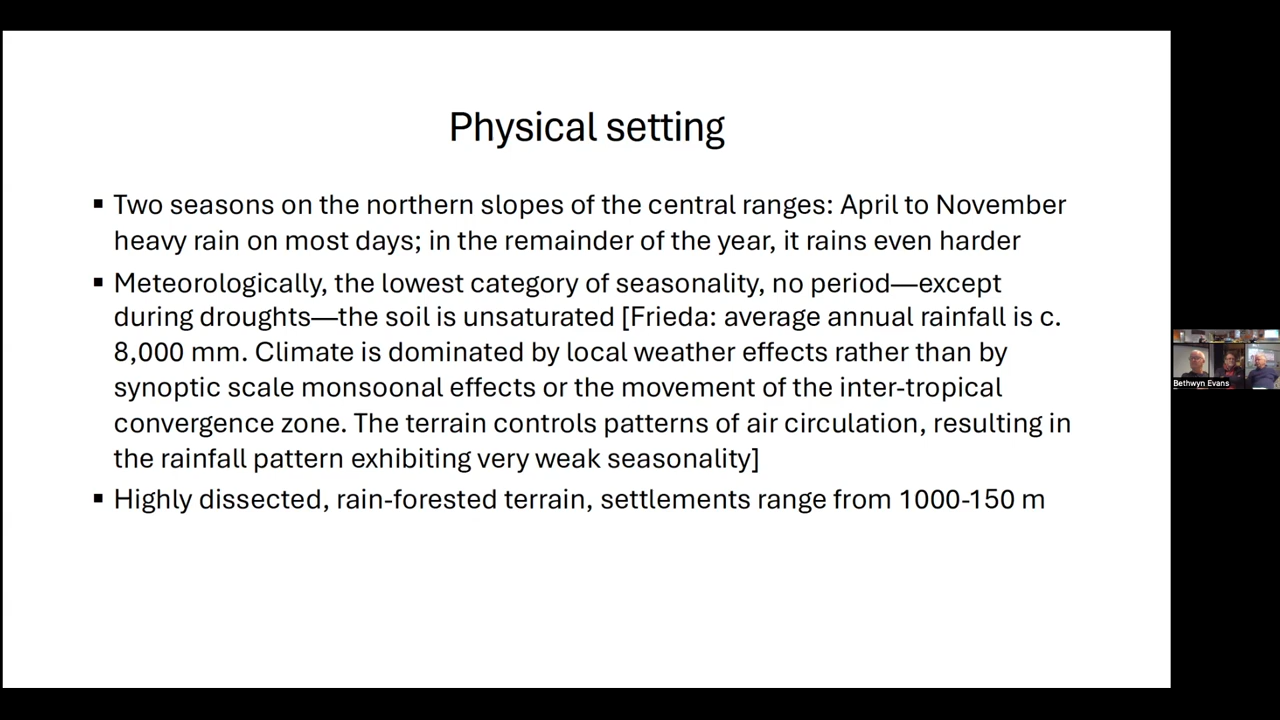 Physical setting
▪ Two seasons on the northern slopes of the central ranges: April to November
heavy rain on most days; in the remainder of the year, it rains even harder
▪ Meteorologically, the lowest category of seasonality, no period—except
during droughts—the soil is unsaturated [Frieda: average annual rainfall is c.
8,000 mm. Climate is dominated by local weather effects rather than by
synoptic scale monsoonal effects or the movement of the inter-tropical
convergence zone. The terrain controls patterns of air circulation, resulting in
the rainfall pattern exhibiting very weak seasonality]
▪ Highly dissected, rain-forested terrain, settlements range from 1000-150 m
Bethwyn Evans